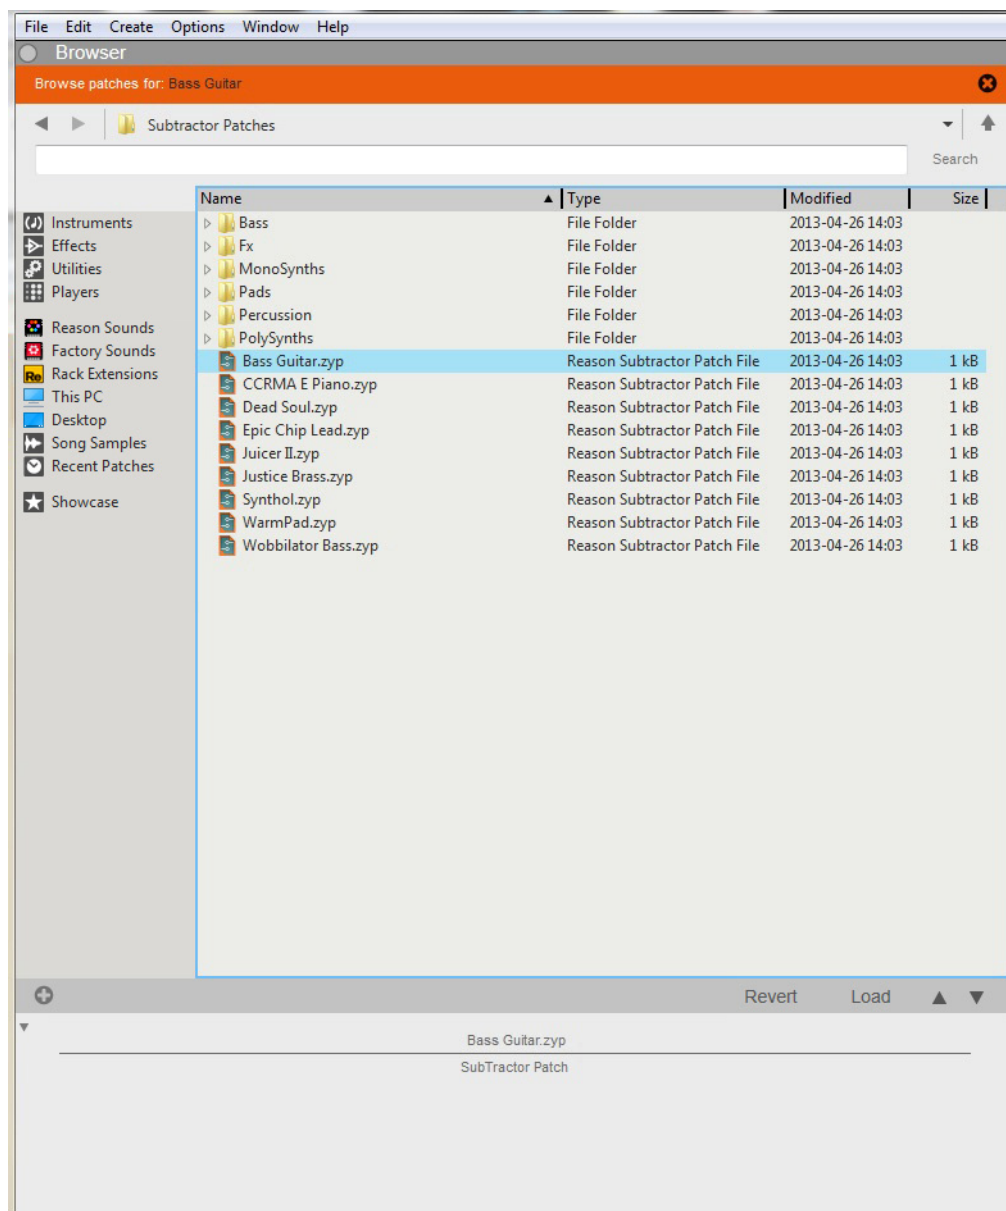 File Edit Create Options Window Help
Browser
Browse patches for: Bass Guitar
Subtractor Patches
Search
Name Type Modified Size
Instruments
Effects
Utilities
Players
Reason Sounds
Factory Sounds
Re Rack Extensions
This PC
Desktop
Song Samples
Recent Patches
Showcase
Bass File Folder 2013-04-26 14:03
Fx File Folder 2013-04-26 14:03
MonoSynths File Folder 2013-04-26 14:03
Pads File Folder 2013-04-26 14:03
Percussion File Folder 2013-04-26 14:03
PolySynths File Folder 2013-04-26 14:03
Bass Guitar.zyp Reason Subtractor Patch File 2013-04-26 14:03 1 kB
CCRMA E Piano.zyp Reason Subtractor Patch File 2013-04-26 14:03 1 kB
Dead Soul.zyp Reason Subtractor Patch File 2013-04-26 14:03 1 kB
Epic Chip Lead.zyp Reason Subtractor Patch File 2013-04-26 14:03 1 kB
Juicer II.zyp Reason Subtractor Patch File 2013-04-26 14:03 1 kB
Justice Brass.zyp Reason Subtractor Patch File 2013-04-26 14:03 1 kB
Synthol.zyp Reason Subtractor Patch File 2013-04-26 14:03 1 kB
WarmPad.zyp Reason Subtractor Patch File 2013-04-26 14:03 1 kB
Wobbilator Bass.zyp Reason Subtractor Patch File 2013-04-26 14:03 1 kB
Revert Load
Bass Guitar.zyp
SubTractor Patch